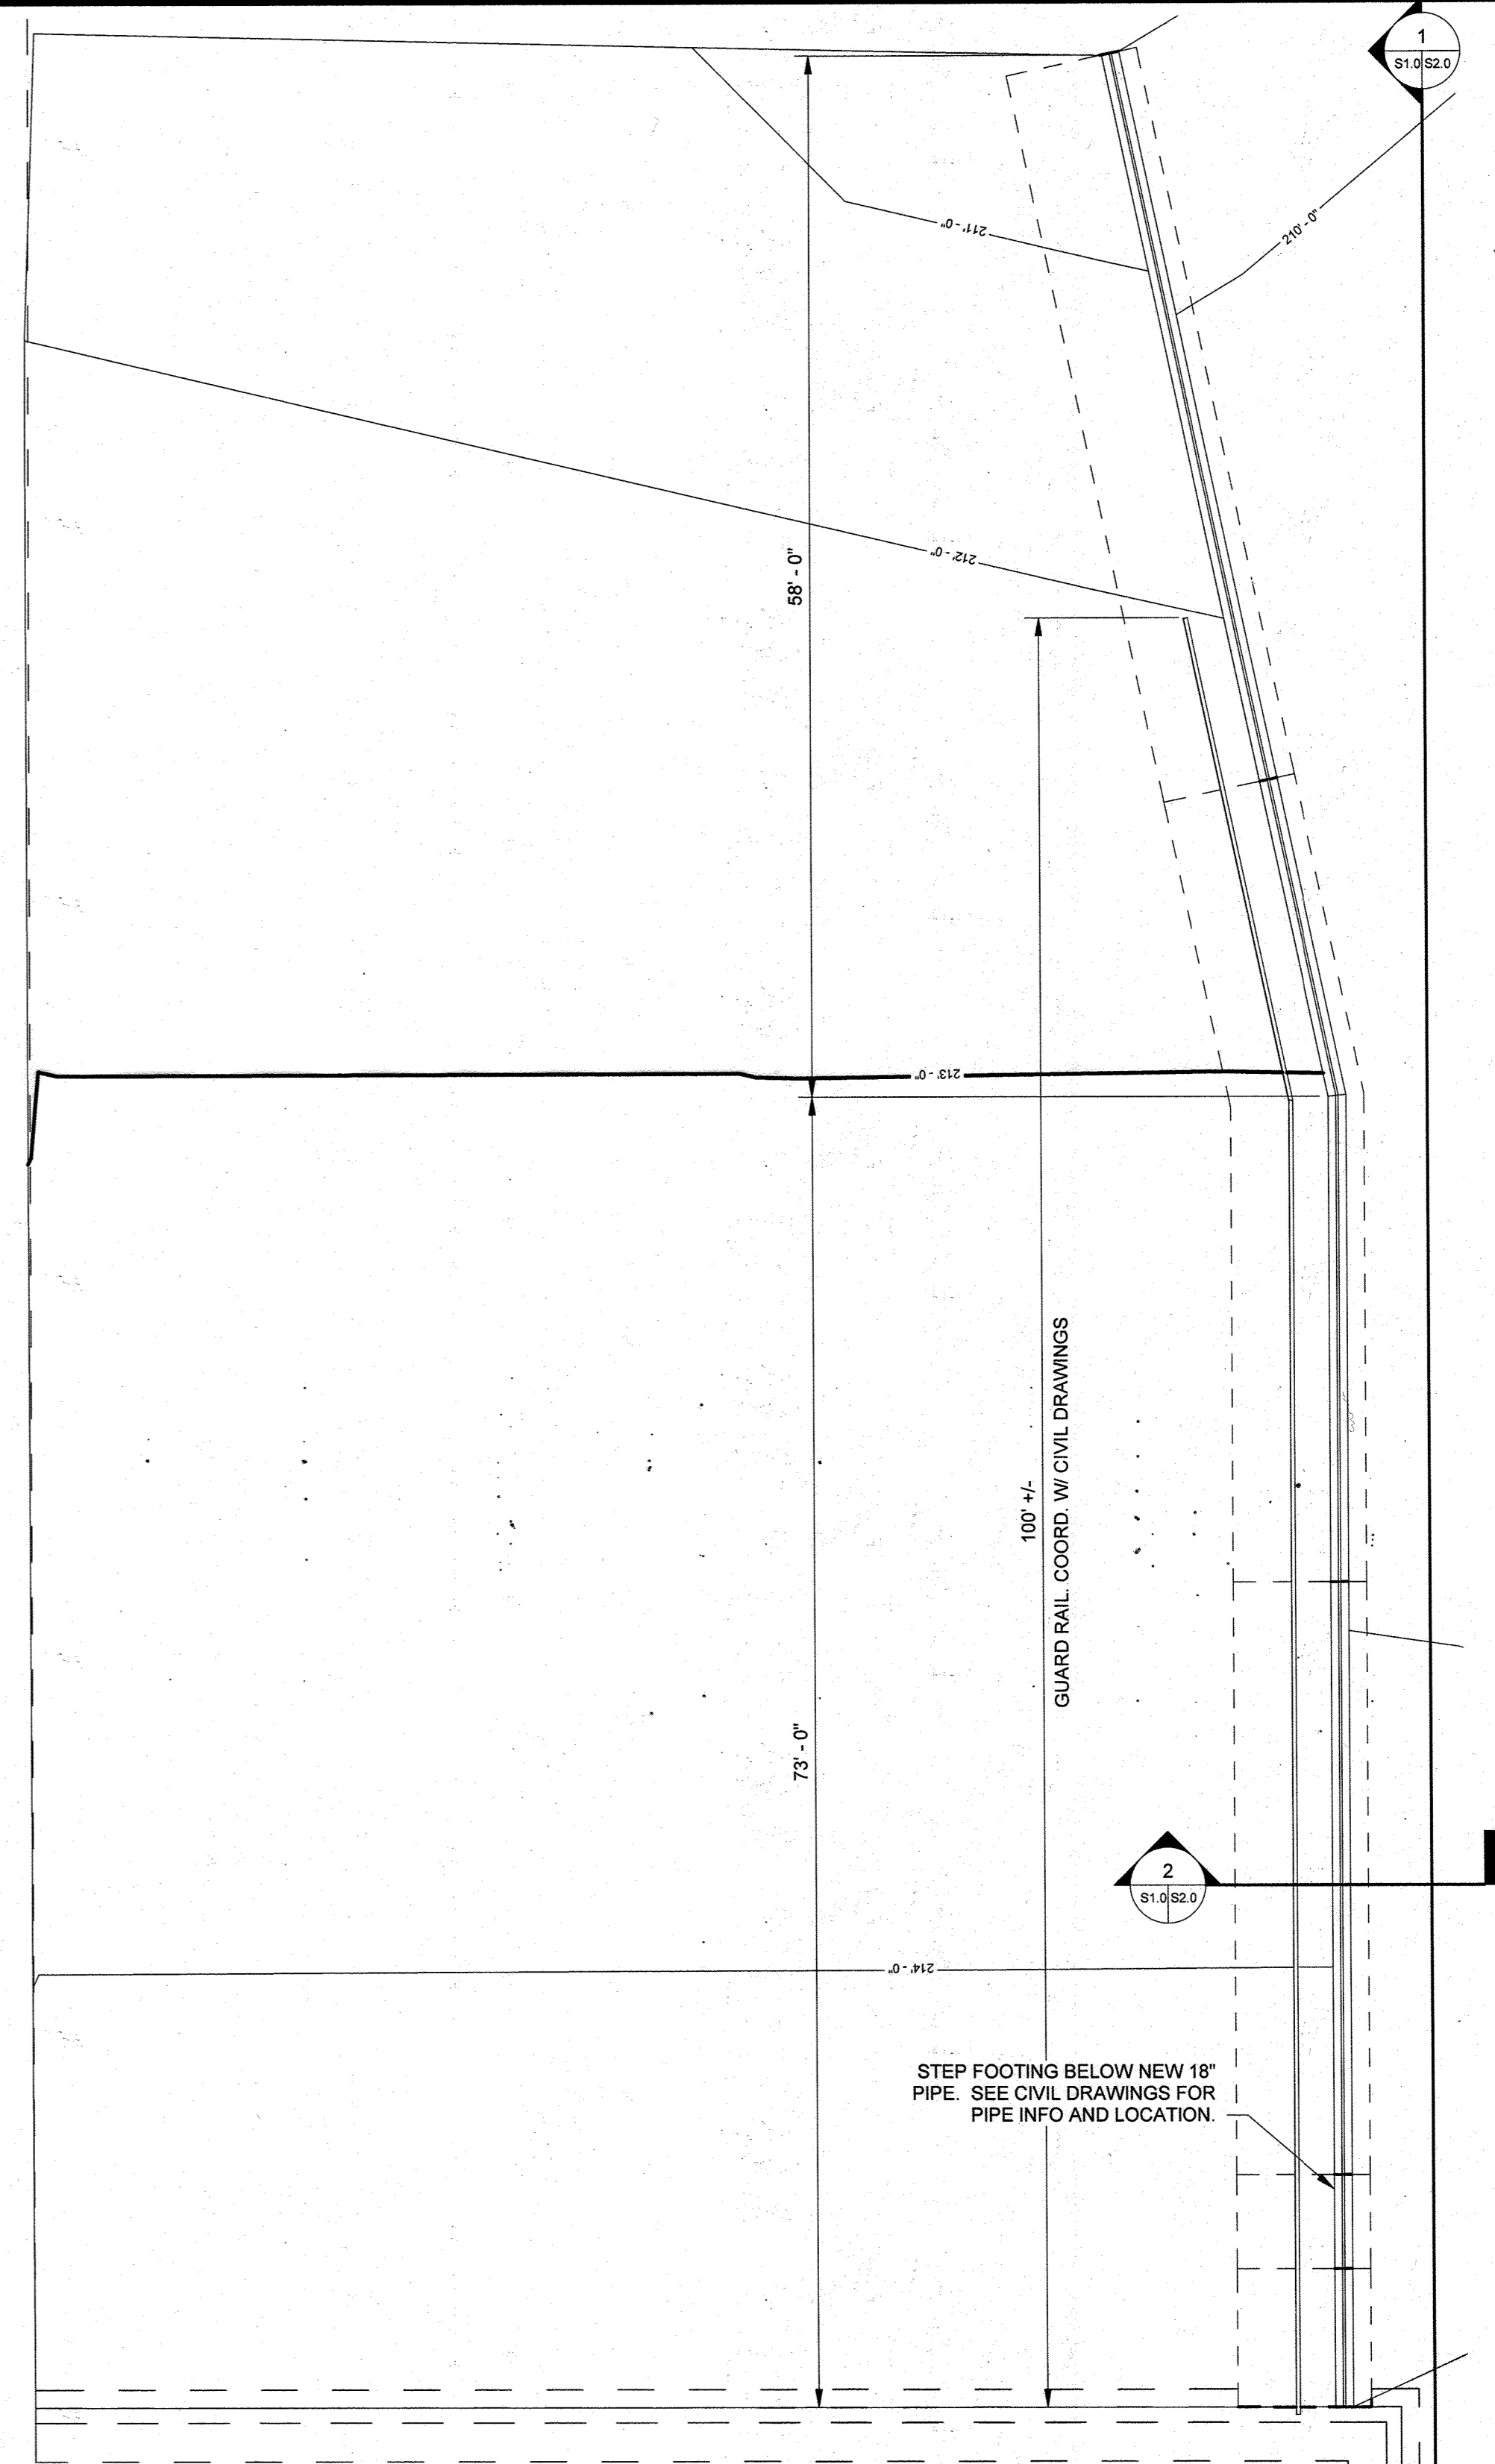 1
S1.0 S2.0
211' - 0"
210' - 0"
58' - 0"
212' - 0"
213' - 0"
100' +/-
GUARD RAIL. COORD. W/ CIVIL DRAWINGS
73' - 0"
2
S1.0 S2.0
214' - 0"
STEP FOOTING BELOW NEW 18"
PIPE. SEE CIVIL DRAWINGS FOR
PIPE INFO AND LOCATION.